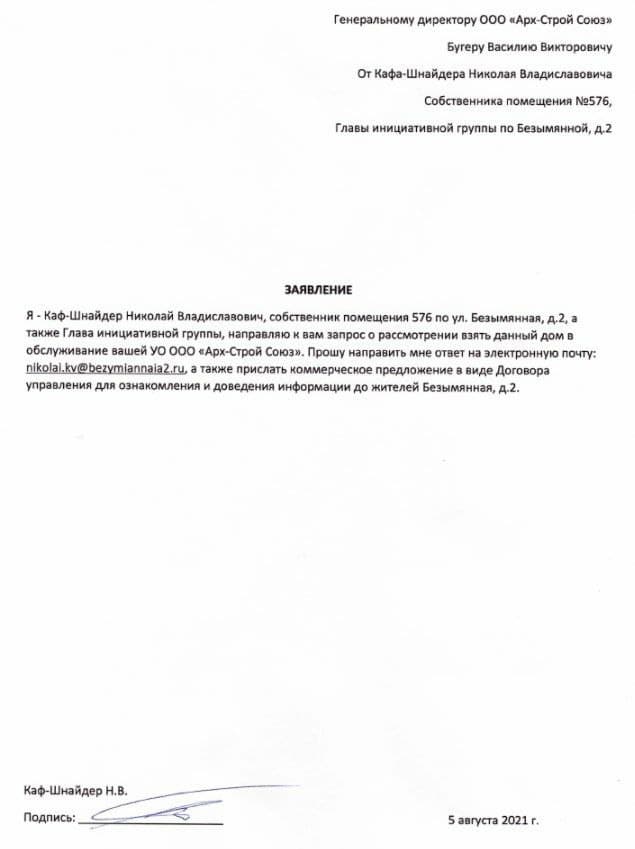 Генеральному директору ООО «Арх-Строй Союз»
Бугеру Василию Викторовичу
От Кафа-Шнайдера Николая Владиславовича
Собственника помещения №576,
Главы инициативной группы по Безымянной, д.2
ЗАЯВЛЕНИЕ
Я - Каф-Шнайдер Николай Владиславович, собственник помещения 576 по ул. Безымянная, д.2, а
также Глава инициативной группы, направляю к вам запрос о рассмотрении взять данный дом в
обслуживание вашей УО ООО «Арх-Строй Союз». Прошу направить мне ответ на электронную почту:
nikolai.kv@bezymiannaia2.ru, а также прислать коммерческое предложение в виде Договора
управления для ознакомления и доведения информации до жителей Безымянная, д.2.
Каф-Шнайдер Н.В.
Подпись:
5 августа 2021 г.